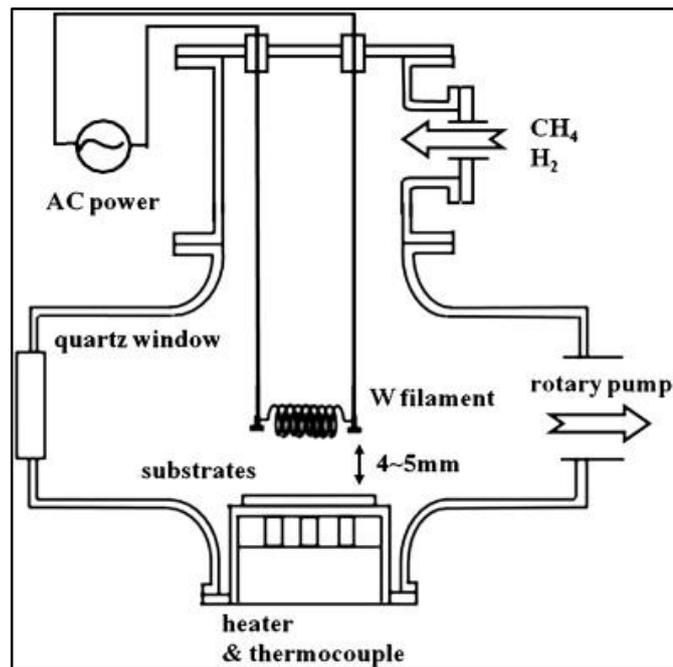 CH₄
H₂
AC power
quartz window
W filament
rotary pump
4~5mm
substrates
heater
& thermocouple